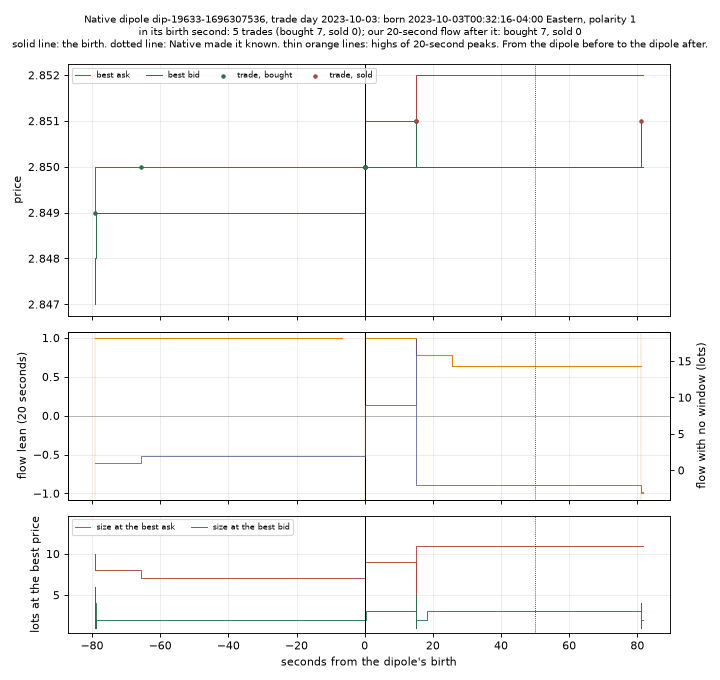 Native dipole dip-19633-1696307536, trade day 2023-10-03: born 2023-10-03T00:32:16-04:00 Eastern, polarity 1
in its birth second: 5 trades (bought 7, sold 0); our 20-second flow after it: bought 7, sold 0
solid line: the birth. dotted line: Native made it known. thin orange lines: highs of 20-second peaks. From the dipole before to the dipole after.
best ask best bid trade, bought trade, sold
2.852
2.851
2.850
2.849
2.848
2.847
price
1.0
0.5
0.0
−0.5
−1.0
flow lean (20 seconds)
15
10
5
0
flow with no window (lots)
size at the best ask size at the best bid
10
5
lots at the best price
−80 −60 −40 −20 0 20 40 60 80
seconds from the dipole's birth